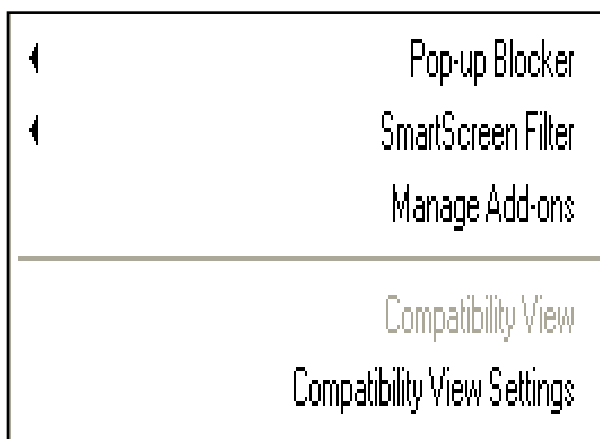 Pop-up Blocker
SmartScreen Filter
Manage Add-ons
Compatibility View
Compatibility View Settings